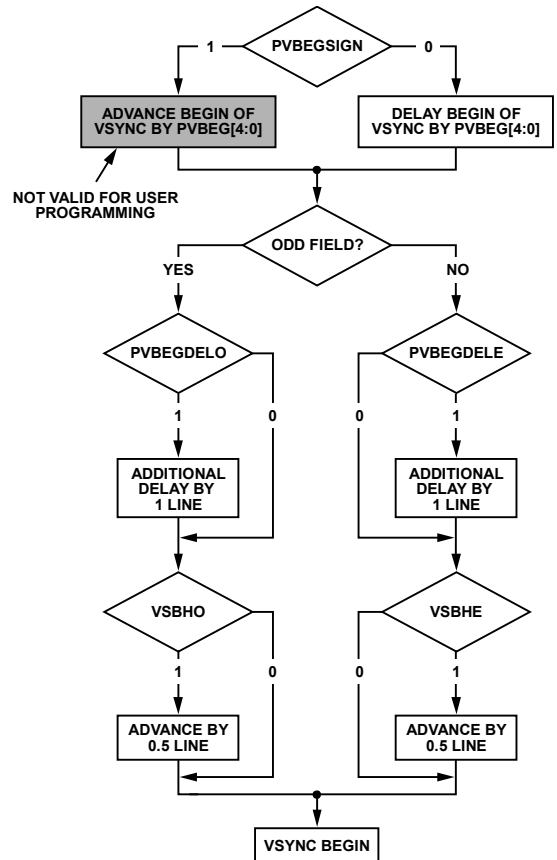 PVBEGSIGN
1
0
ADVANCE BEGIN OF
VSYNC BY PVBEG[4:0]
DELAY BEGIN OF
VSYNC BY PVBEG[4:0]
NOT VALID FOR USER
PROGRAMMING
ODD FIELD?
YES
NO
PVBEGDELO
PVBEGDELE
1
0
0
1
ADDITIONAL
DELAY BY
1 LINE
ADDITIONAL
DELAY BY
1 LINE
VSBHO
VSBHE
1
0
0
1
ADVANCE BY
0.5 LINE
ADVANCE BY
0.5 LINE
VSYNC BEGIN